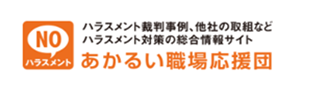 NO
ハラスメント
ハラスメント裁判事例、他社の取組など
ハラスメント対策の総合情報サイト
あかるい職場応援団